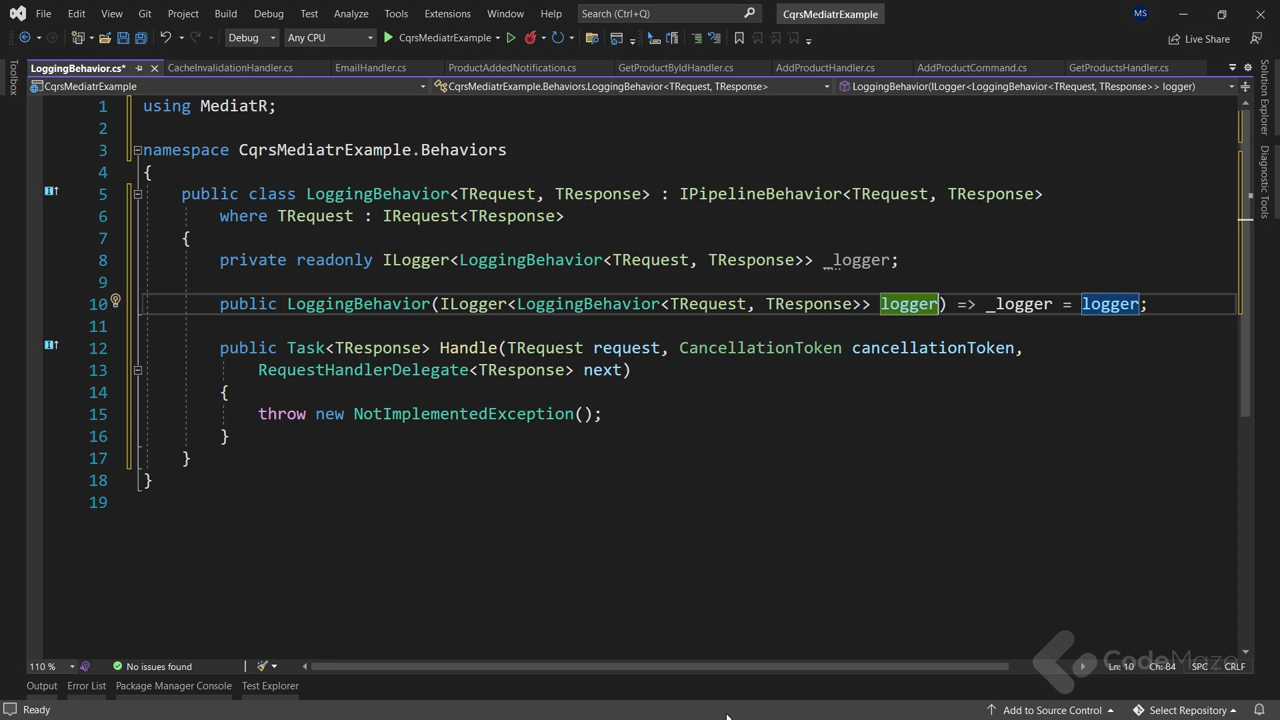 File Edit View Git Project Build Debug Test Analyze Tools Extensions Window Help Search (Ctrl+Q) CqrsMediatrExample MS
Debug Any CPU CqrsMediatrExample Live Share
LoggingBehavior.cs* CacheInvalidationHandler.cs EmailHandler.cs ProductAddedNotification.cs GetProductByIdHandler.cs AddProductHandler.cs AddProductCommand.cs GetProductsHandler.cs
CqrsMediatrExample CqrsMediatrExample.Behaviors.LoggingBehavior<TRequest, TResponse> LoggingBehavior(ILogger<LoggingBehavior<TRequest, TResponse>> logger)
Toolbox
Solution Explorer
Diagnostic Tools
1 using MediatR;
2
3 namespace CqrsMediatrExample.Behaviors
4 {
5 public class LoggingBehavior<TRequest, TResponse> : IPipelineBehavior<TRequest, TResponse>
6 where TRequest : IRequest<TResponse>
7 {
8 private readonly ILogger<LoggingBehavior<TRequest, TResponse>> _logger;
9
10 public LoggingBehavior(ILogger<LoggingBehavior<TRequest, TResponse>> logger) => _logger = logger;
11
12 public Task<TResponse> Handle(TRequest request, CancellationToken cancellationToken,
13 RequestHandlerDelegate<TResponse> next)
14 {
15 throw new NotImplementedException();
16 }
17 }
18 }
19
110 % No issues found Ln: 10 Ch: 84 SPC CRLF
CodeMaze
Output Error List Package Manager Console Test Explorer
Ready Add to Source Control Select Repository